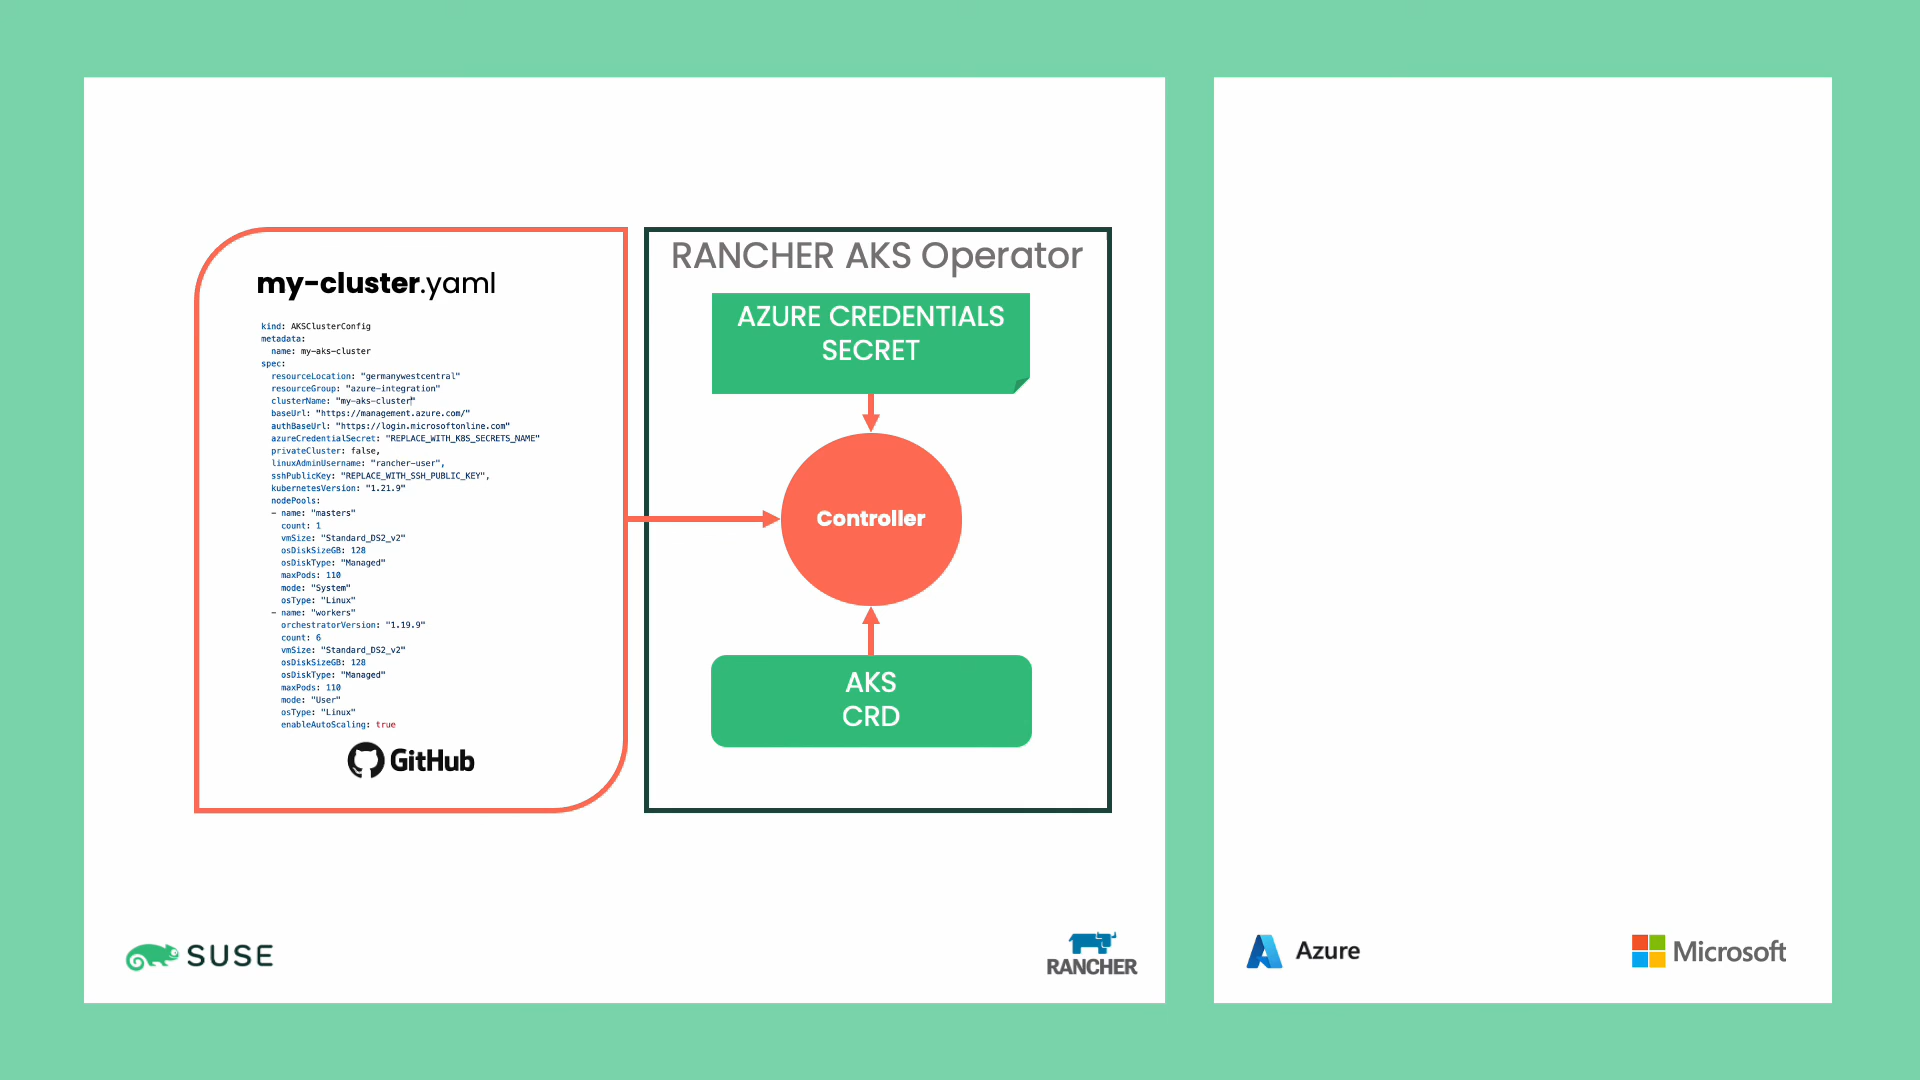 my-cluster.yaml
kind: AKSClusterConfig
metadata:
  name: my-aks-cluster
spec:
  resourceLocation: "germanywestcentral"
  resourceGroup: "azure-integration"
  clusterName: "my-aks-cluster"
  baseUrl: "https://management.azure.com/"
  authBaseUrl: "https://login.microsoftonline.com"
  azureCredentialSecret: "REPLACE_WITH_K8S_SECRETS_NAME"
  privateCluster: false,
  linuxAdminUsername: "rancher-user",
  sshPublicKey: "REPLACE_WITH_SSH_PUBLIC_KEY",
  kubernetesVersion: "1.21.9"
  nodePools:
  - name: "masters"
    count: 1
    vmSize: "Standard_DS2_v2"
    osDiskSizeGB: 128
    osDiskType: "Managed"
    maxPods: 110
    mode: "System"
    osType: "Linux"
  - name: "workers"
    orchestratorVersion: "1.19.9"
    count: 6
    vmSize: "Standard_DS2_v2"
    osDiskSizeGB: 128
    osDiskType: "Managed"
    maxPods: 110
    mode: "User"
    osType: "Linux"
    enableAutoScaling: true
GitHub
RANCHER AKS Operator
AZURE CREDENTIALS
SECRET
Controller
AKS
CRD
SUSE
RANCHER
Azure
Microsoft